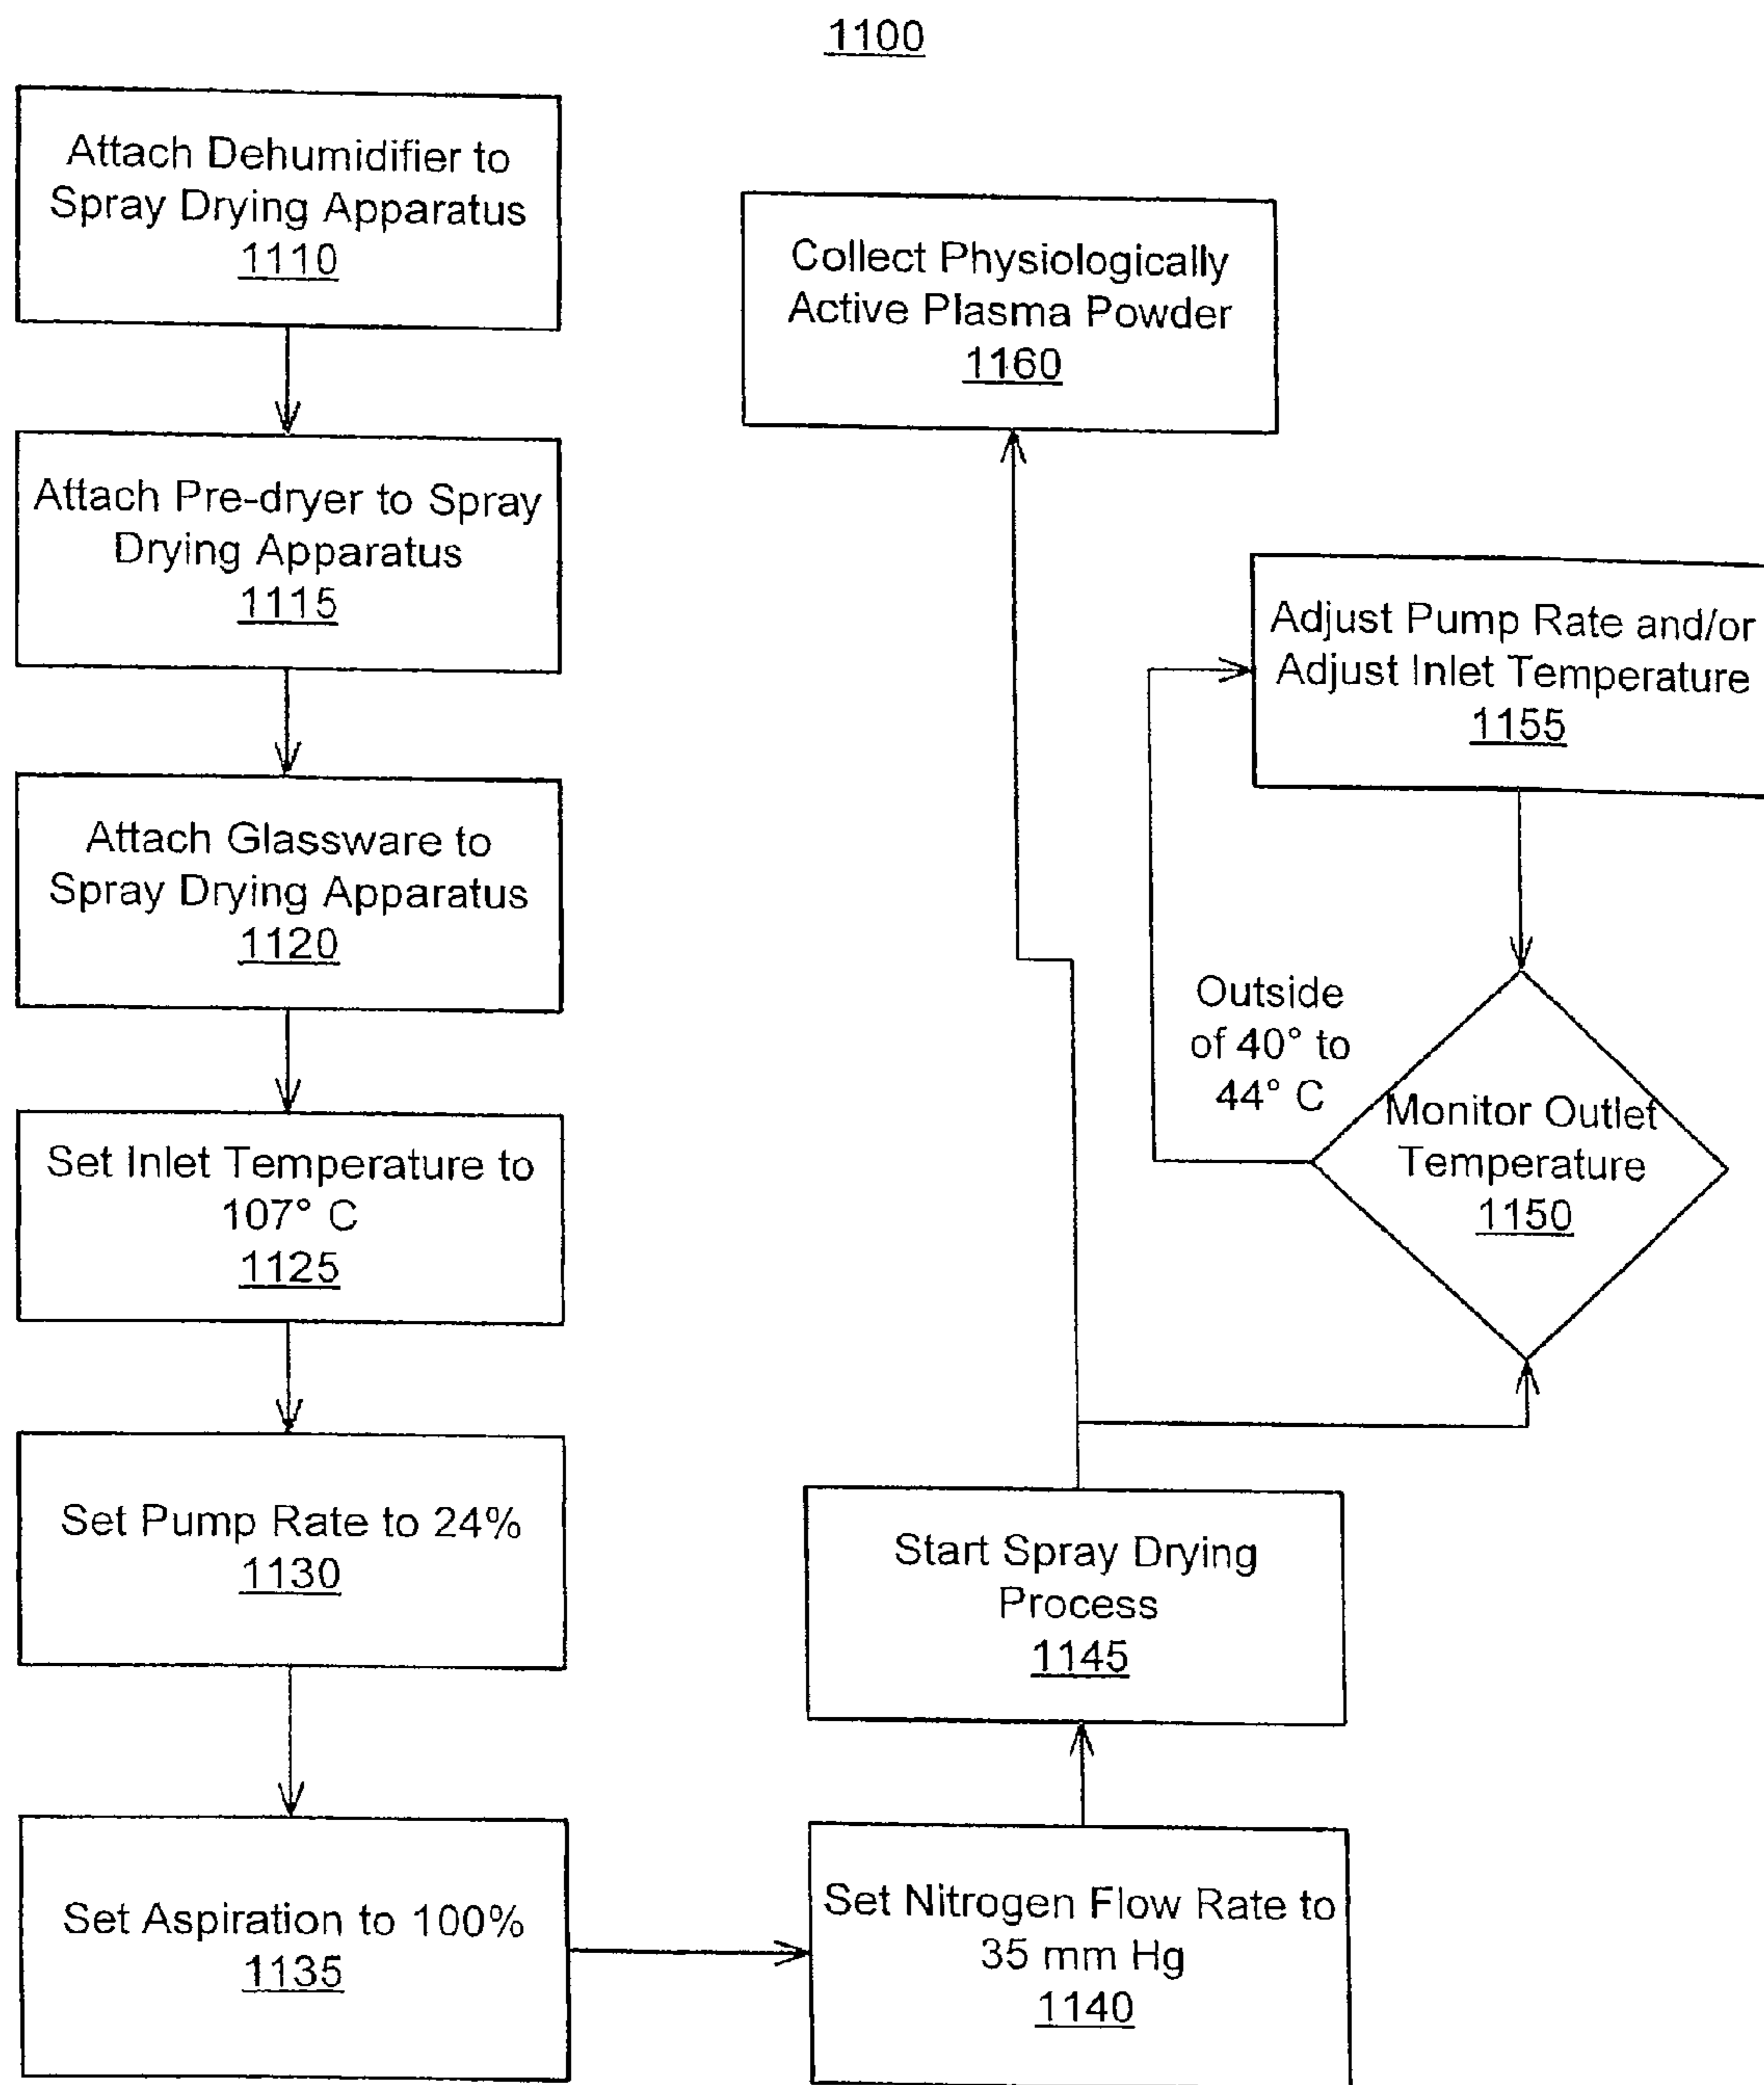 1100
Attach Dehumidifier to
Spray Drying Apparatus
1110
Attach Pre-dryer to Spray
Drying Apparatus
1115
Attach Glassware to
Spray Drying Apparatus
1120
Set Inlet Temperature to
107° C
1125
Set Pump Rate to 24%
1130
Set Aspiration to 100%
1135
Set Nitrogen Flow Rate to
35 mm Hg
1140
Start Spray Drying
Process
1145
Monitor Outlet
Temperature
1150
Outside
of 40° to
44° C
Adjust Pump Rate and/or
Adjust Inlet Temperature
1155
Collect Physiologically
Active Plasma Powder
1160